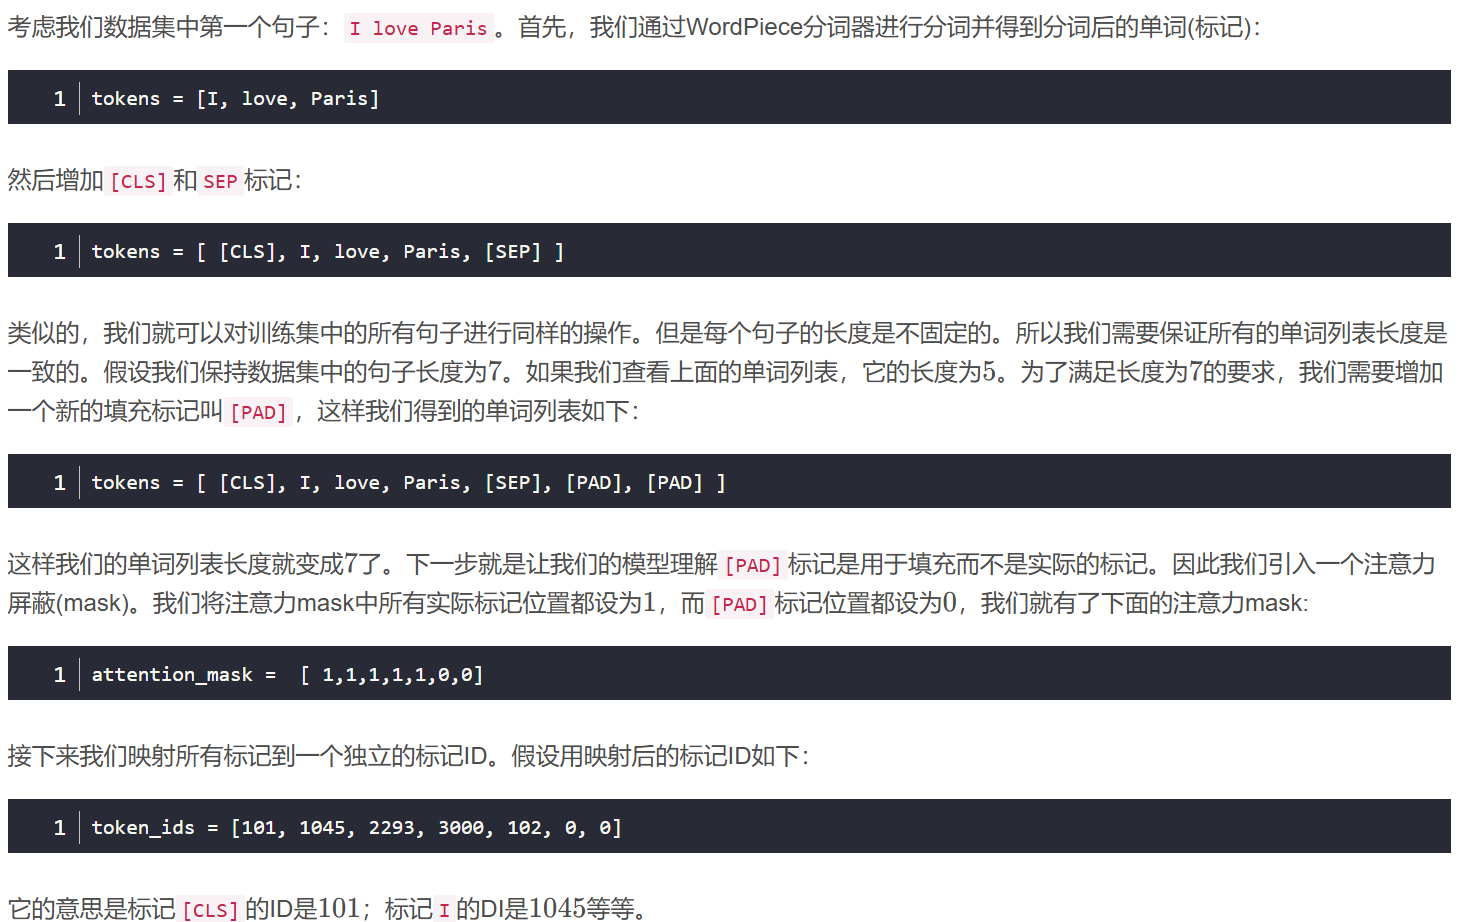 考虑我们数据集中第一个句子：I love Paris。首先，我们通过WordPiece分词器进行分词并得到分词后的单词(标记)：
1 tokens = [I, love, Paris]
然后增加[CLS]和SEP标记：
1 tokens = [ [CLS], I, love, Paris, [SEP] ]
类似的，我们就可以对训练集中的所有句子进行同样的操作。但是每个句子的长度是不固定的。所以我们需要保证所有的单词列表长度是
一致的。假设我们保持数据集中的句子长度为7。如果我们查看上面的单词列表，它的长度为5。为了满足长度为7的要求，我们需要增加
一个新的填充标记叫[PAD]，这样我们得到的单词列表如下：
1 tokens = [ [CLS], I, love, Paris, [SEP], [PAD], [PAD] ]
这样我们的单词列表长度就变成7了。下一步就是让我们的模型理解[PAD]标记是用于填充而不是实际的标记。因此我们引入一个注意力
屏蔽(mask)。我们将注意力mask中所有实际标记位置都设为1，而[PAD]标记位置都设为0，我们就有了下面的注意力mask:
1 attention_mask =  [ 1,1,1,1,1,0,0]
接下来我们映射所有标记到一个独立的标记ID。假设用映射后的标记ID如下：
1 token_ids = [101, 1045, 2293, 3000, 102, 0, 0]
它的意思是标记[CLS]的ID是101；标记I的DI是1045等等。